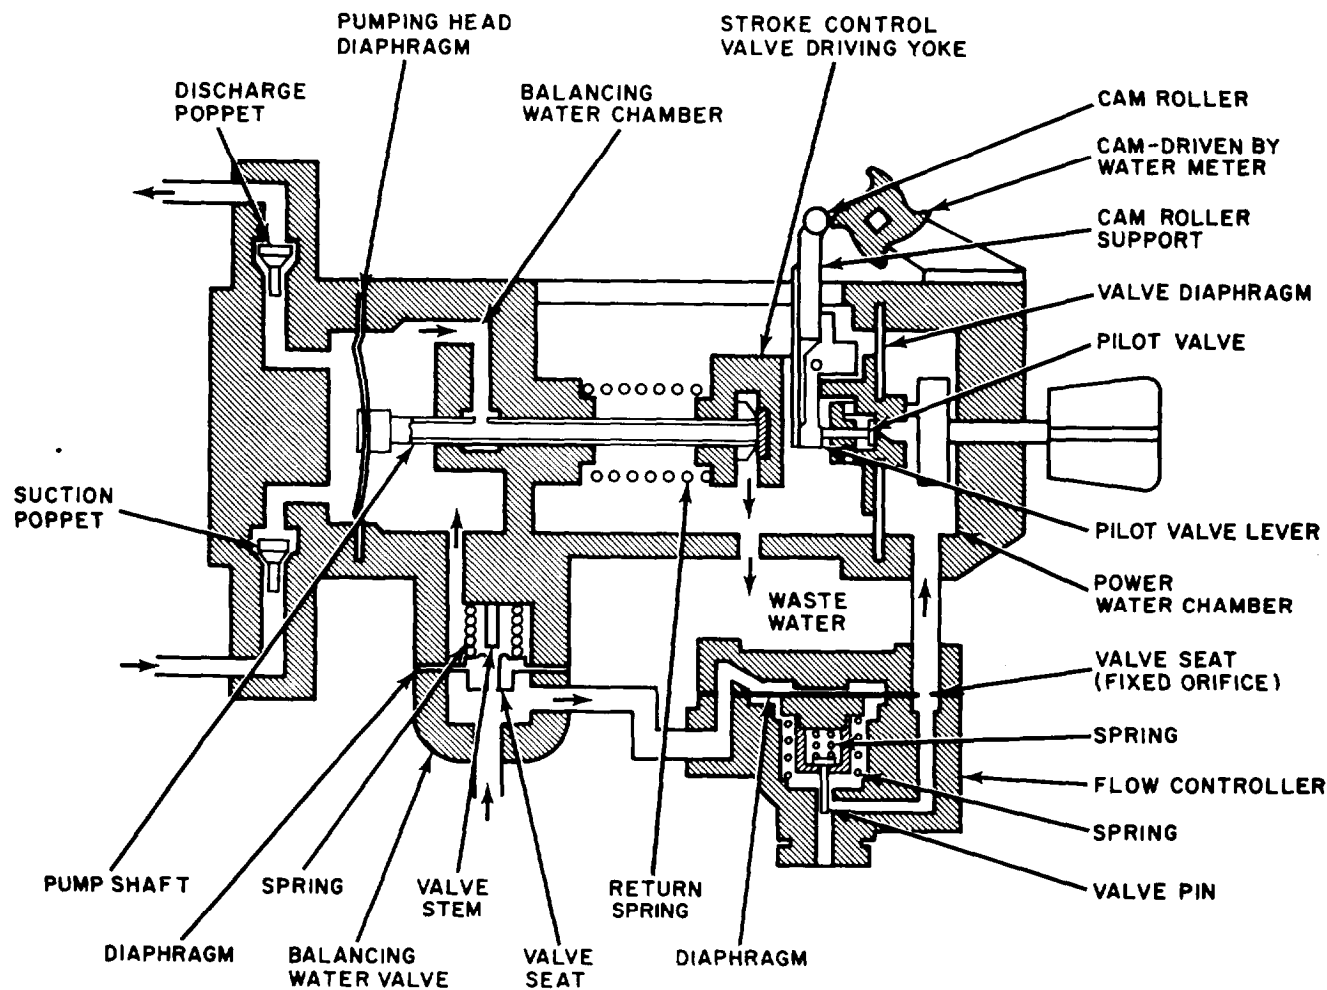 PUMPING HEAD
DIAPHRAGM
STROKE CONTROL
VALVE DRIVING YOKE
DISCHARGE
POPPET
BALANCING
WATER CHAMBER
CAM ROLLER
CAM-DRIVEN BY
WATER METER
CAM ROLLER
SUPPORT
VALVE DIAPHRAGM
PILOT VALVE
SUCTION
POPPET
PILOT VALVE LEVER
POWER
WATER CHAMBER
WASTE
WATER
VALVE SEAT
(FIXED ORIFICE)
SPRING
FLOW CONTROLLER
SPRING
VALVE PIN
PUMP SHAFT
SPRING
VALVE
STEM
RETURN
SPRING
DIAPHRAGM
BALANCING
WATER VALVE
VALVE
SEAT
DIAPHRAGM